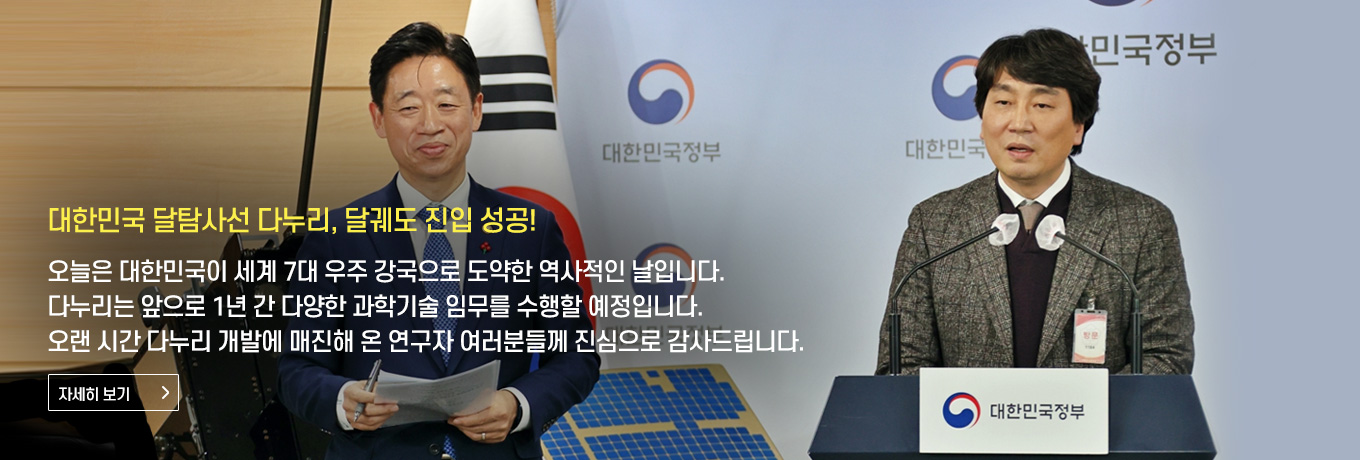 대한민국정부
대한민국정부
대한민국
대한민국 달탐사선 다누리, 달궤도 진입 성공!
오늘은 대한민국이 세계 7대 우주 강국으로 도약한 역사적인 날입니다.
다누리는 앞으로 1년 간 다양한 과학기술 임무를 수행할 예정입니다.
대한민국정부
오랜 시간 다누리 개발에 매진해 온 연구자 여러분들께 진심으로 감사드립니다.
방문
자세히 보기
대한민국정부